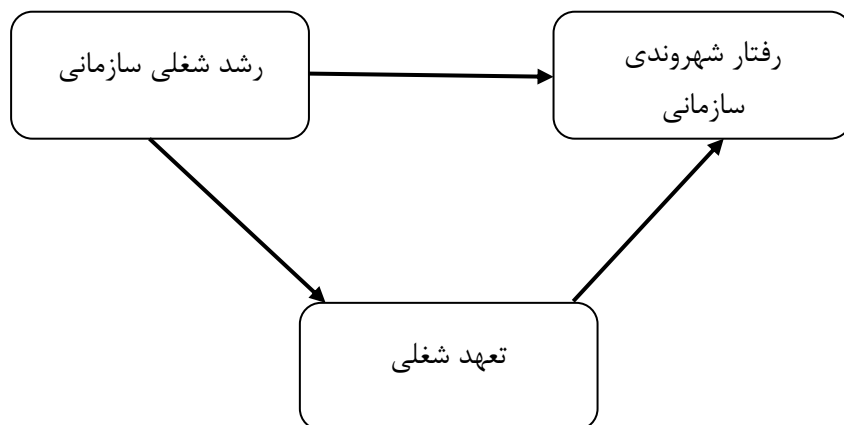 رشد شغلی سازمانی
رفتار شهروندی
سازمانی
تعهد شغلی